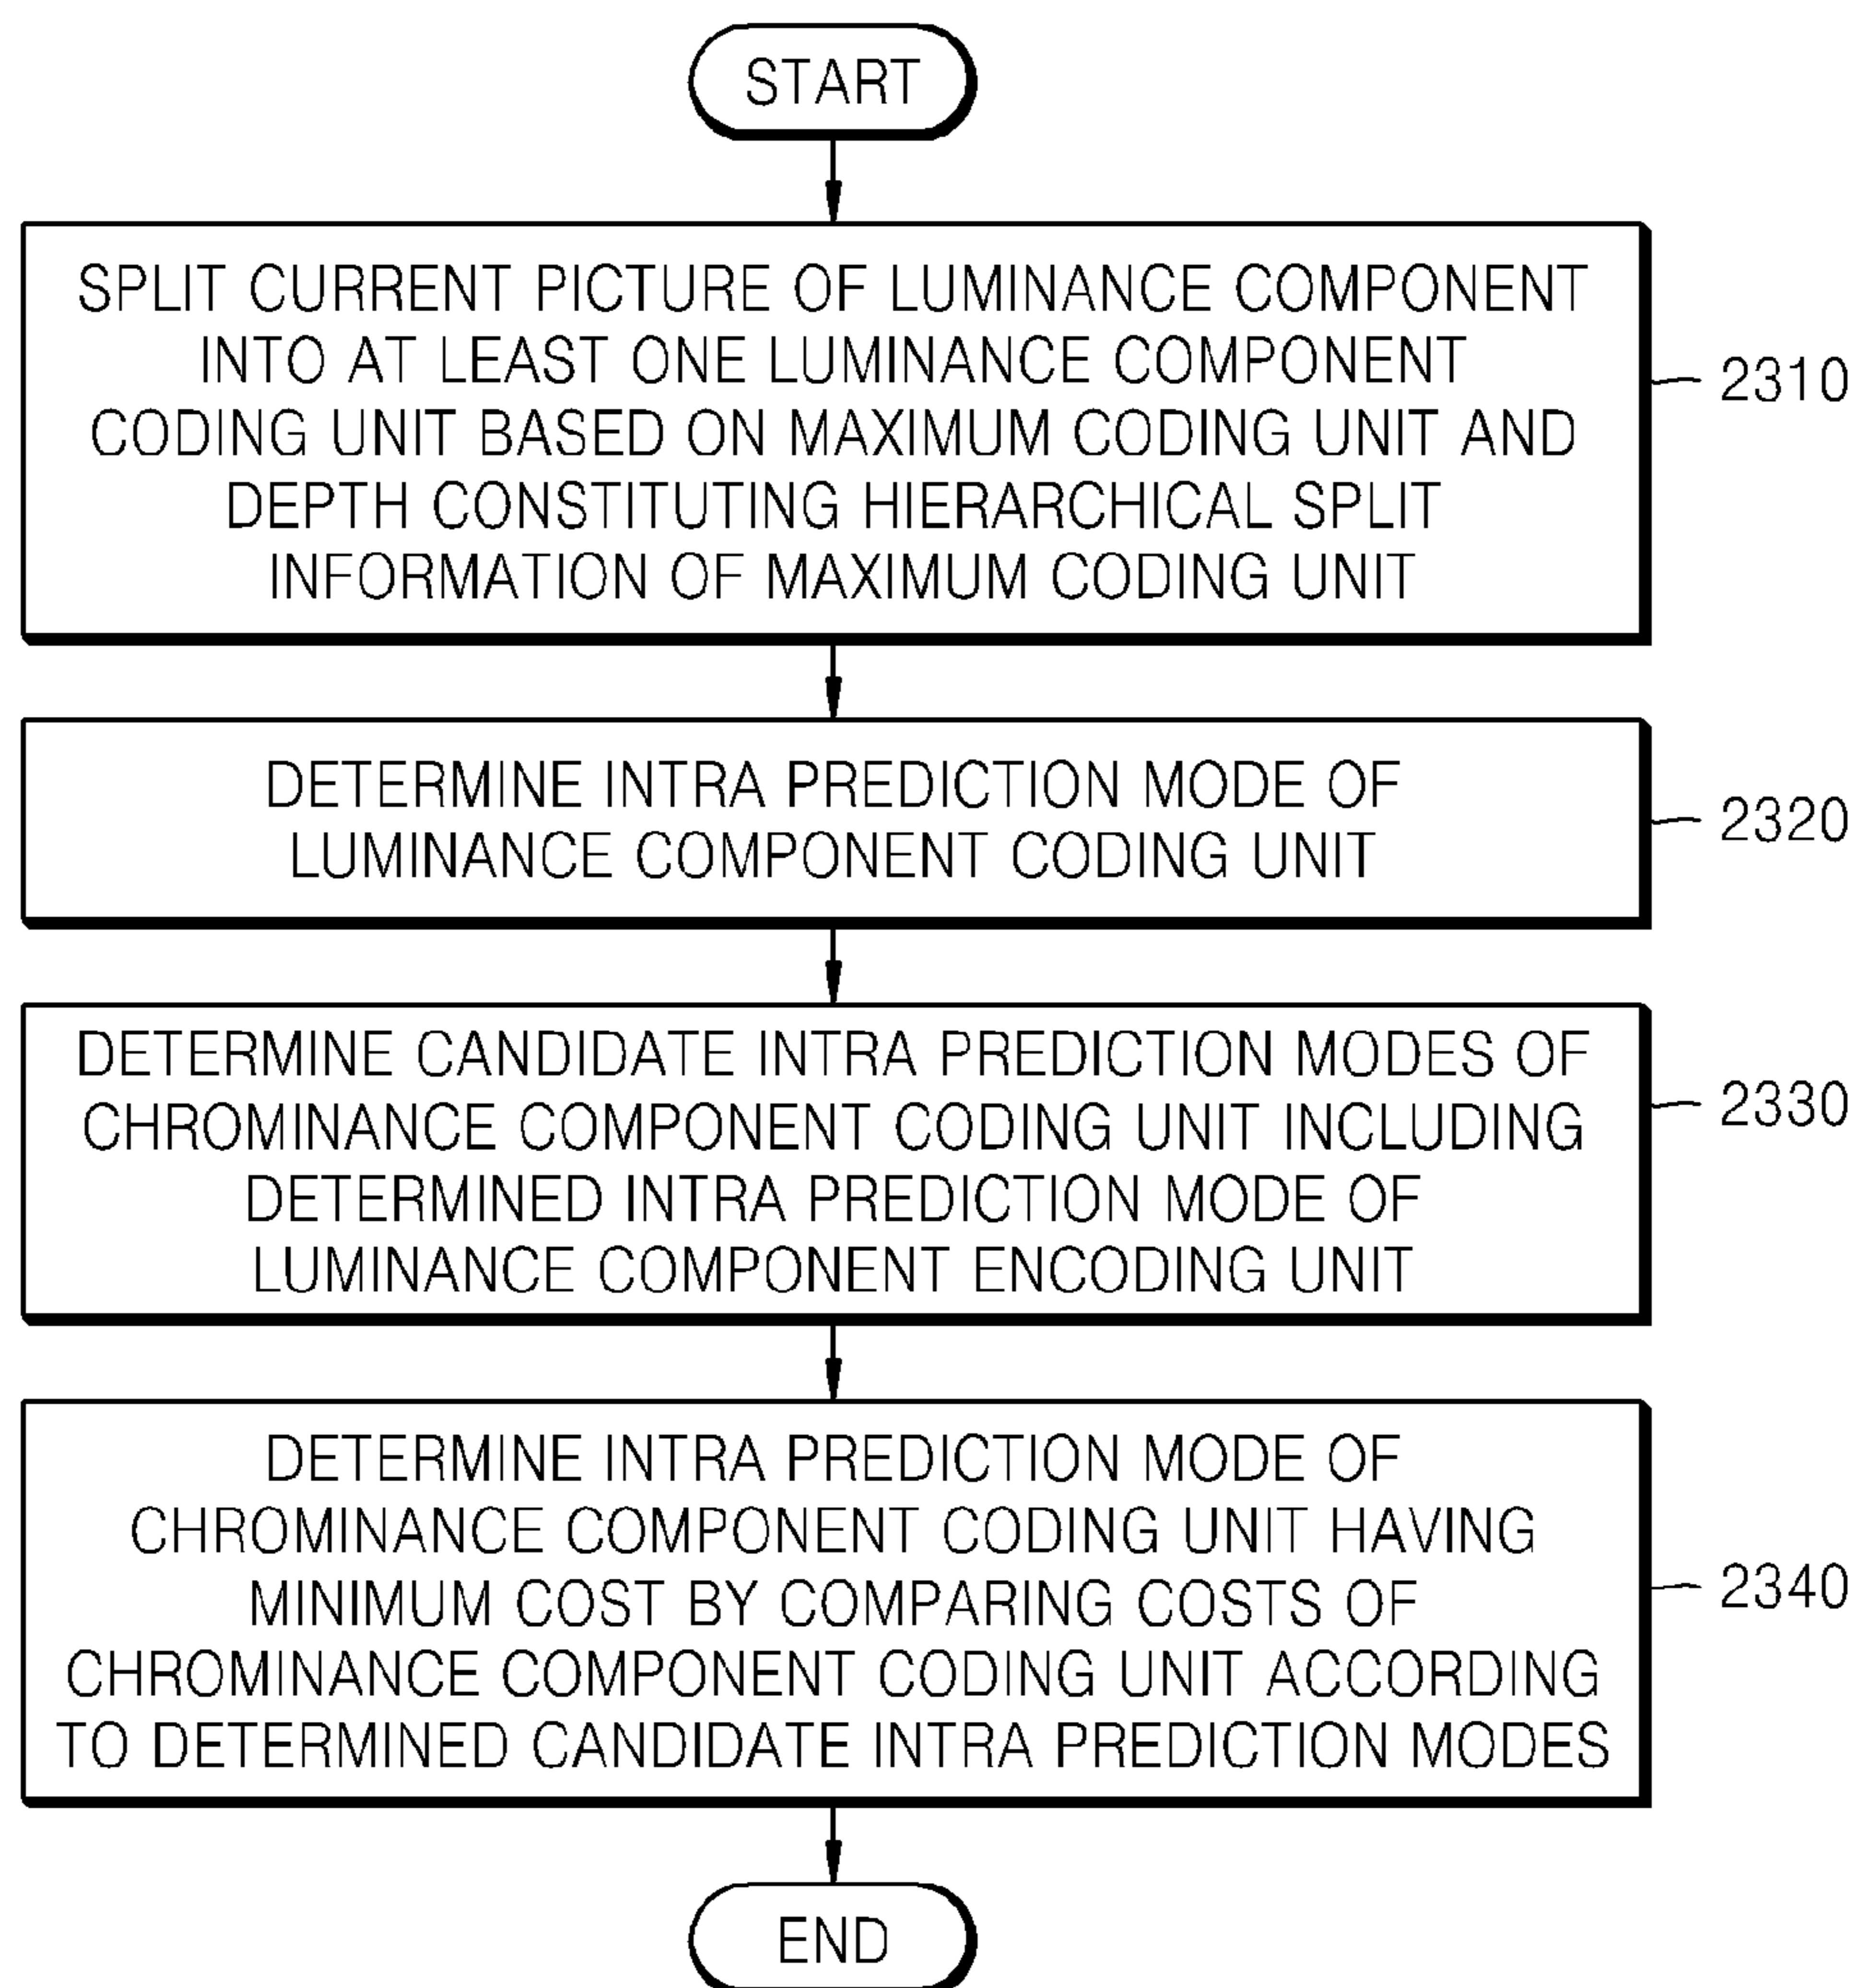 START
SPLIT CURRENT PICTURE OF LUMINANCE COMPONENT
INTO AT LEAST ONE LUMINANCE COMPONENT
CODING UNIT BASED ON MAXIMUM CODING UNIT AND
DEPTH CONSTITUTING HIERARCHICAL SPLIT
INFORMATION OF MAXIMUM CODING UNIT
2310
DETERMINE INTRA PREDICTION MODE OF
LUMINANCE COMPONENT CODING UNIT
2320
DETERMINE CANDIDATE INTRA PREDICTION MODES OF
CHROMINANCE COMPONENT CODING UNIT INCLUDING
DETERMINED INTRA PREDICTION MODE OF
LUMINANCE COMPONENT ENCODING UNIT
2330
DETERMINE INTRA PREDICTION MODE OF
CHROMINANCE COMPONENT CODING UNIT HAVING
MINIMUM COST BY COMPARING COSTS OF
CHROMINANCE COMPONENT CODING UNIT ACCORDING
TO DETERMINED CANDIDATE INTRA PREDICTION MODES
2340
END